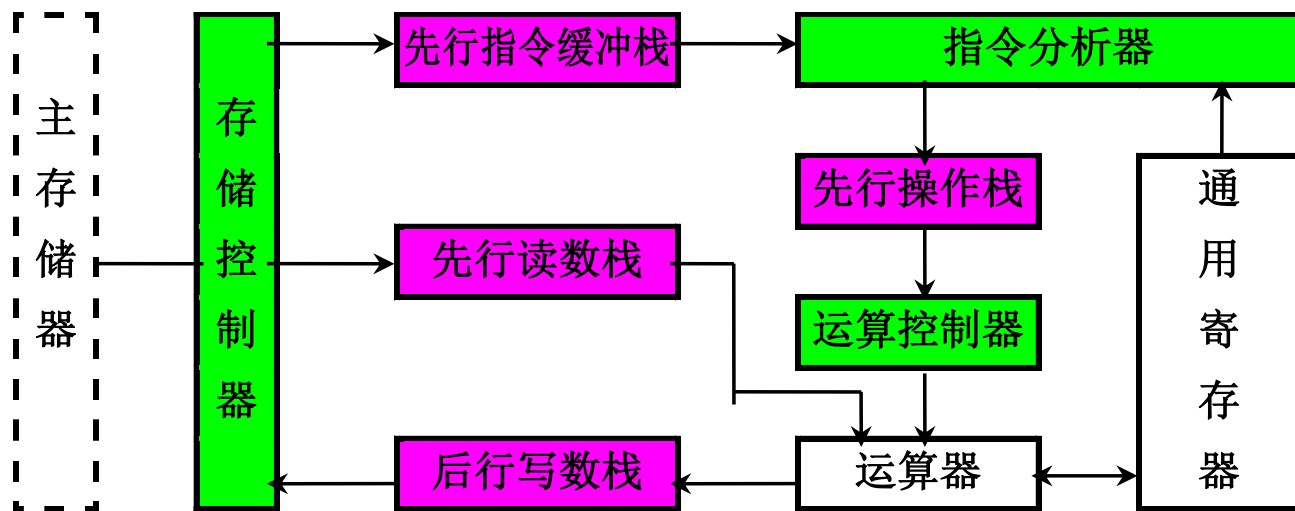 主存储器
存储控制器
先行指令缓冲栈
指令分析器
先行操作栈
通用寄存器
先行读数栈
运算控制器
后行写数栈
运算器